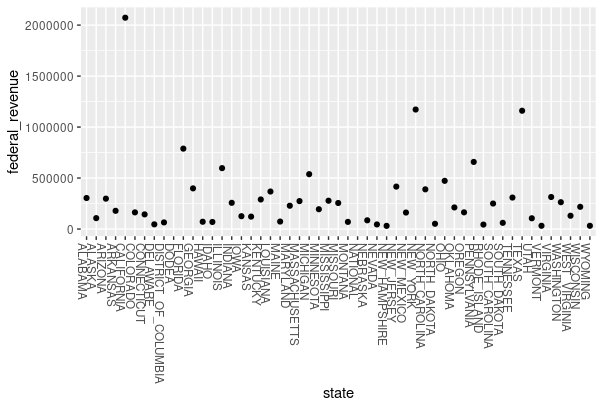 2000000
1500000
1000000
500000
0
federal_revenue
ALABAMA
ALASKA
ARIZONA
ARKANSAS
CALIFORNIA
COLORADO
CONNECTICUT
DELAWARE
DISTRICT_OF_COLUMBIA
DODEA
FLORIDA
GEORGIA
HAWAII
IDAHO
ILLINOIS
INDIANA
IOWA
KANSAS
KENTUCKY
LOUISIANA
MAINE
MARYLAND
MASSACHUSETTS
MICHIGAN
MINNESOTA
MISSISSIPPI
MISSOURI
MONTANA
NATIONAL
NEBRASKA
NEVADA
NEW_HAMPSHIRE
NEW_JERSEY
NEW_MEXICO
NEW_YORK
NORTH_CAROLINA
NORTH_DAKOTA
OHIO
OKLAHOMA
OREGON
PENNSYLVANIA
RHODE_ISLAND
SOUTH_CAROLINA
SOUTH_DAKOTA
TENNESSEE
TEXAS
UTAH
VERMONT
VIRGINIA
WASHINGTON
WEST_VIRGINIA
WISCONSIN
WYOMING
state